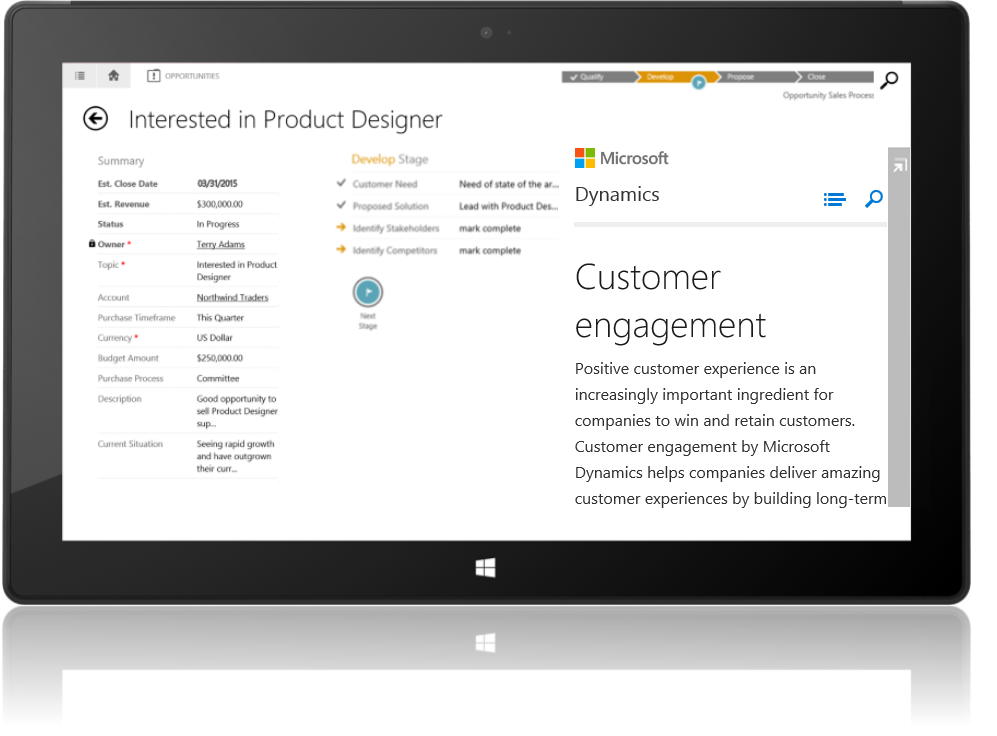 OPPORTUNITIES
Qualify
Develop
Propose
Close
Opportunity Sales Process
Interested in Product Designer
Summary
Est. Close Date 03/31/2015
Est. Revenue $300,000.00
Status In Progress
Owner * Terry Adams
Topic * Interested in Product
Designer
Account Northwind Traders
Purchase Timeframe This Quarter
Currency * US Dollar
Budget Amount $250,000.00
Purchase Process Committee
Description Good opportunity to
sell Product Designer
sup...
Current Situation Seeing rapid growth
and have outgrown
their curr...
Develop Stage
Customer Need Need of state of the ar...
Proposed Solution Lead with Product Des...
Identify Stakeholders mark complete
Identify Competitors mark complete
Next
Stage
Microsoft
Dynamics
Customer
engagement
Positive customer experience is an
increasingly important ingredient for
companies to win and retain customers.
Customer engagement by Microsoft
Dynamics helps companies deliver amazing
customer experiences by building long-term